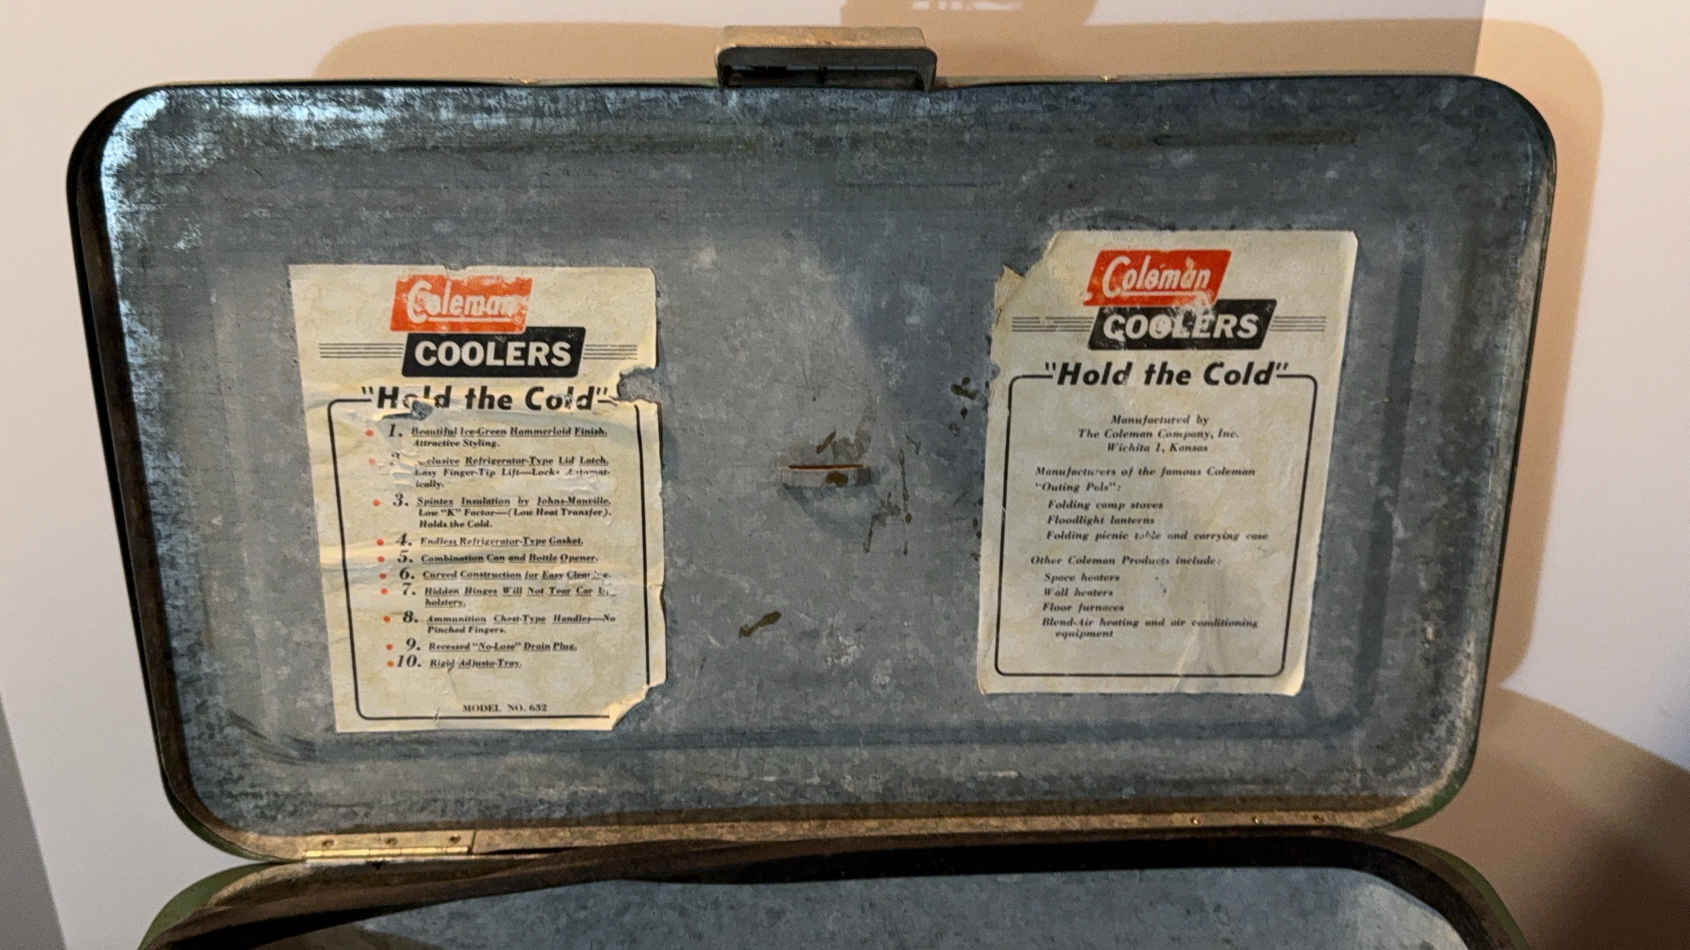 Coleman
COOLERS
"Hold the Cold"
1. Beautiful Ice-Green Hammerloid Finish.
Attractive Styling.
Refrigerator-Type Lid Latch.
Easy Finger-Tip Lift—Locks
ically.
3. Spintex Insulation by Johns-Manville.
Low "K" Factor—(Low Heat Transfer).
Holds the Cold.
4. Endless Refrigerator-Type Gasket.
5. Combination Can and Bottle Opener.
6. Curved Construction for Easy
7. Hidden Hinges Will Not Tear Car
holstery.
8. Ammunition Chest-Type Handles—No
Pinched Fingers.
9. Recessed "No-Lose" Drain Plug.
10. Rigid Adjusto-Tray.
MODEL NO. 632
Coleman
COOLERS
"Hold the Cold"
Manufactured by
The Coleman Company, Inc.
Wichita 1, Kansas
Manufacturers of the famous Coleman
"Outing Pals":
Folding camp stoves
Floodlight lanterns
Folding picnic table and carrying case
Other Coleman Products include:
Space heaters
Wall heaters
Floor furnaces
Blend-Air heating and air conditioning
equipment